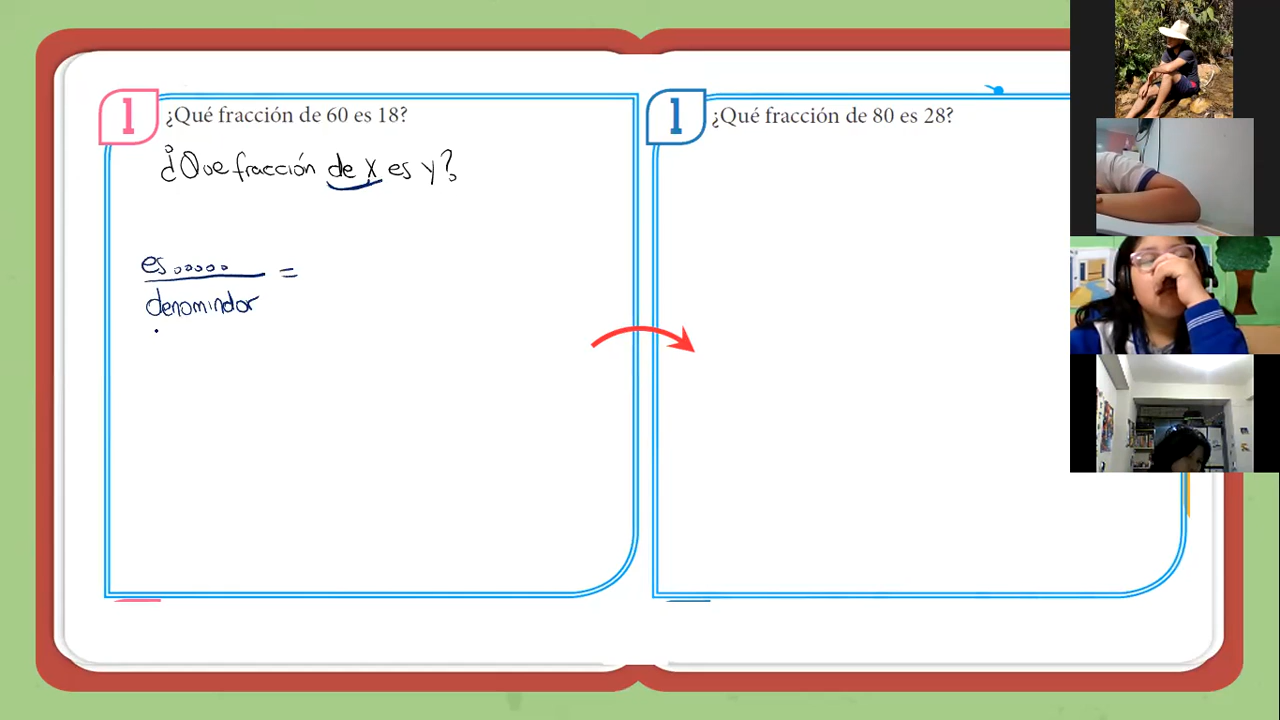 1 ¿Qué fracción de 60 es 18?
¿Que fracción de x es y?
es.....
denomindor
=
1 ¿Qué fracción de 80 es 28?